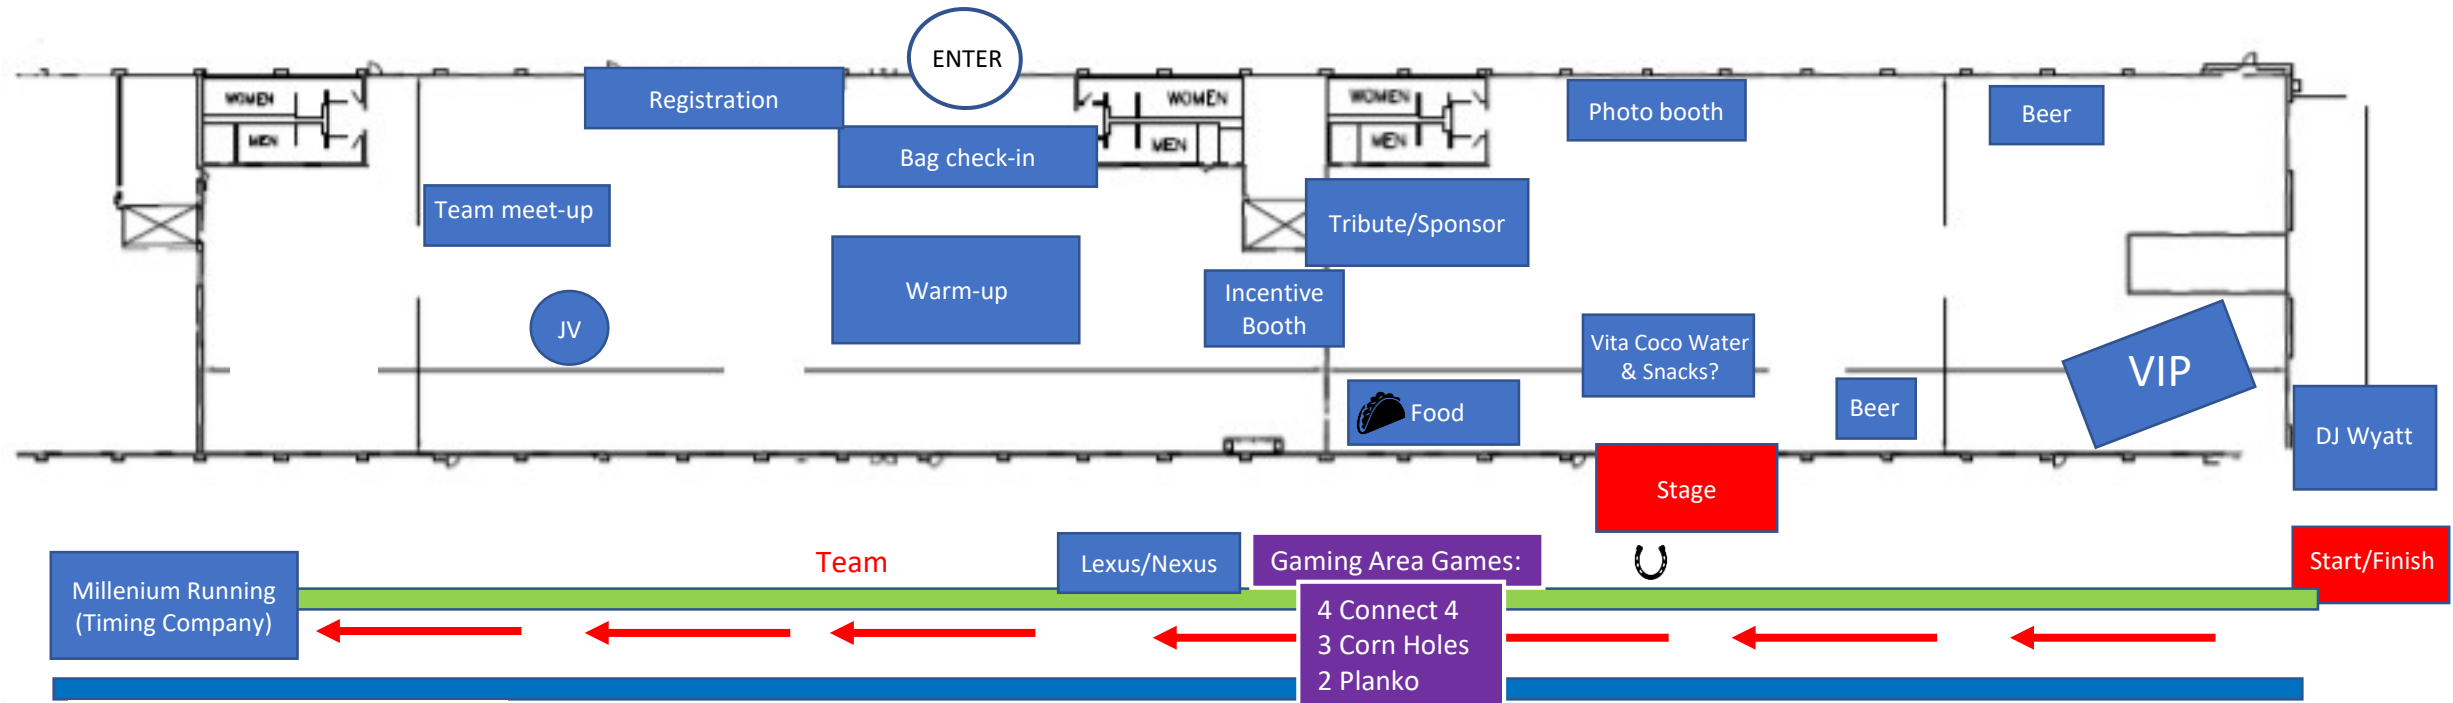 ENTER
WOMEN
MEN
Registration
Bag check-in
WOMEN
MEN
WOMEN
MEN
Photo booth
Beer
Team meet-up
Tribute/Sponsor
Warm-up
Incentive
Booth
JV
Vita Coco Water
& Snacks?
VIP
Food
Beer
DJ Wyatt
Stage
Millenium Running
(Timing Company)
Team
Lexus/Nexus
Gaming Area Games:
4 Connect 4
3 Corn Holes
2 Planko
Start/Finish